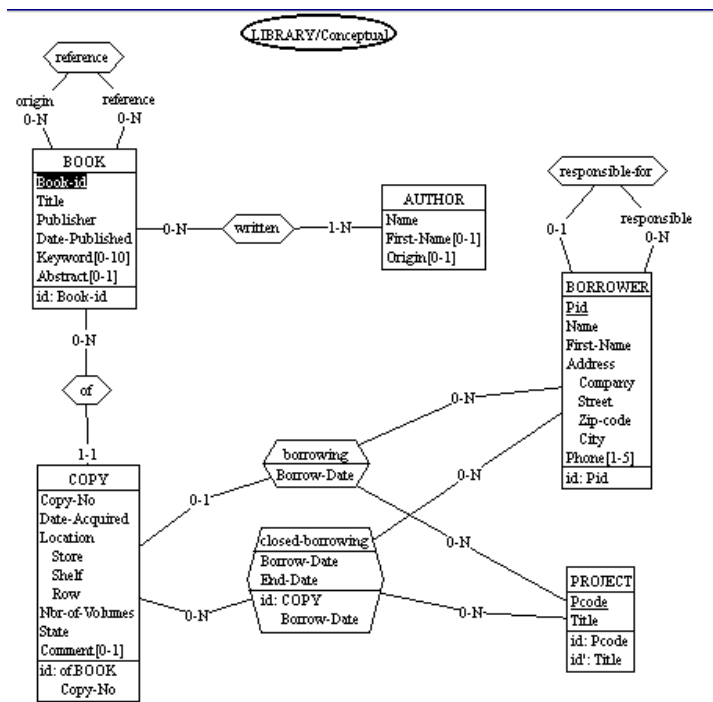 LIBRARY/Conceptual
reference
origin
0-N
reference
0-N
BOOK
Book-id
Title
Publisher
Date-Published
Keyword[0-10]
Abstract[0-1]
id: Book-id
0-N
written
1-N
AUTHOR
Name
First-Name[0-1]
Origin[0-1]
responsible-for
0-1
responsible
0-N
BORROWER
Pid
Name
First-Name
Address
Company
Street
Zip-code
City
Phone[1-5]
id: Pid
0-N
of
1-1
COPY
Copy-No
Date-Acquired
Location
Store
Shelf
Row
Nbr-of-Volumes
State
Comment[0-1]
id: of.BOOK
Copy-No
0-1
borrowing
Borrow-Date
0-N
0-N
0-N
closed-borrowing
Borrow-Date
End-Date
id: COPY
Borrow-Date
0-N
0-N
PROJECT
Pcode
Title
id: Pcode
id': Title